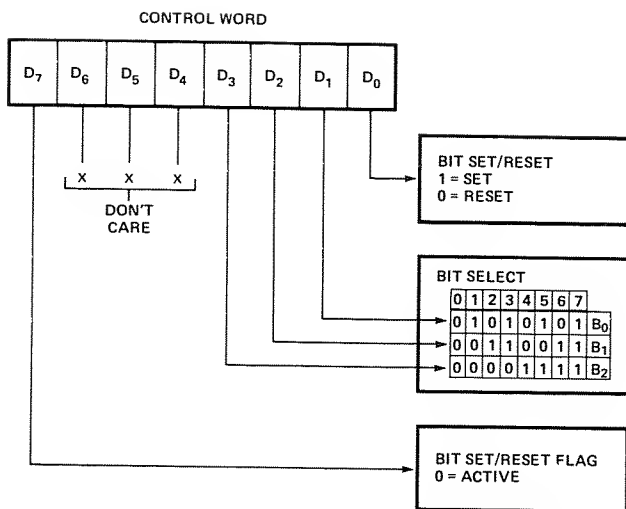 CONTROL WORD
D7 D6 D5 D4 D3 D2 D1 D0
X X X
DON'T
CARE
BIT SET/RESET
1 = SET
0 = RESET
BIT SELECT
0 1 2 3 4 5 6 7
0 1 0 1 0 1 0 1 B0
0 0 1 1 0 0 1 1 B1
0 0 0 0 1 1 1 1 B2
BIT SET/RESET FLAG
0 = ACTIVE